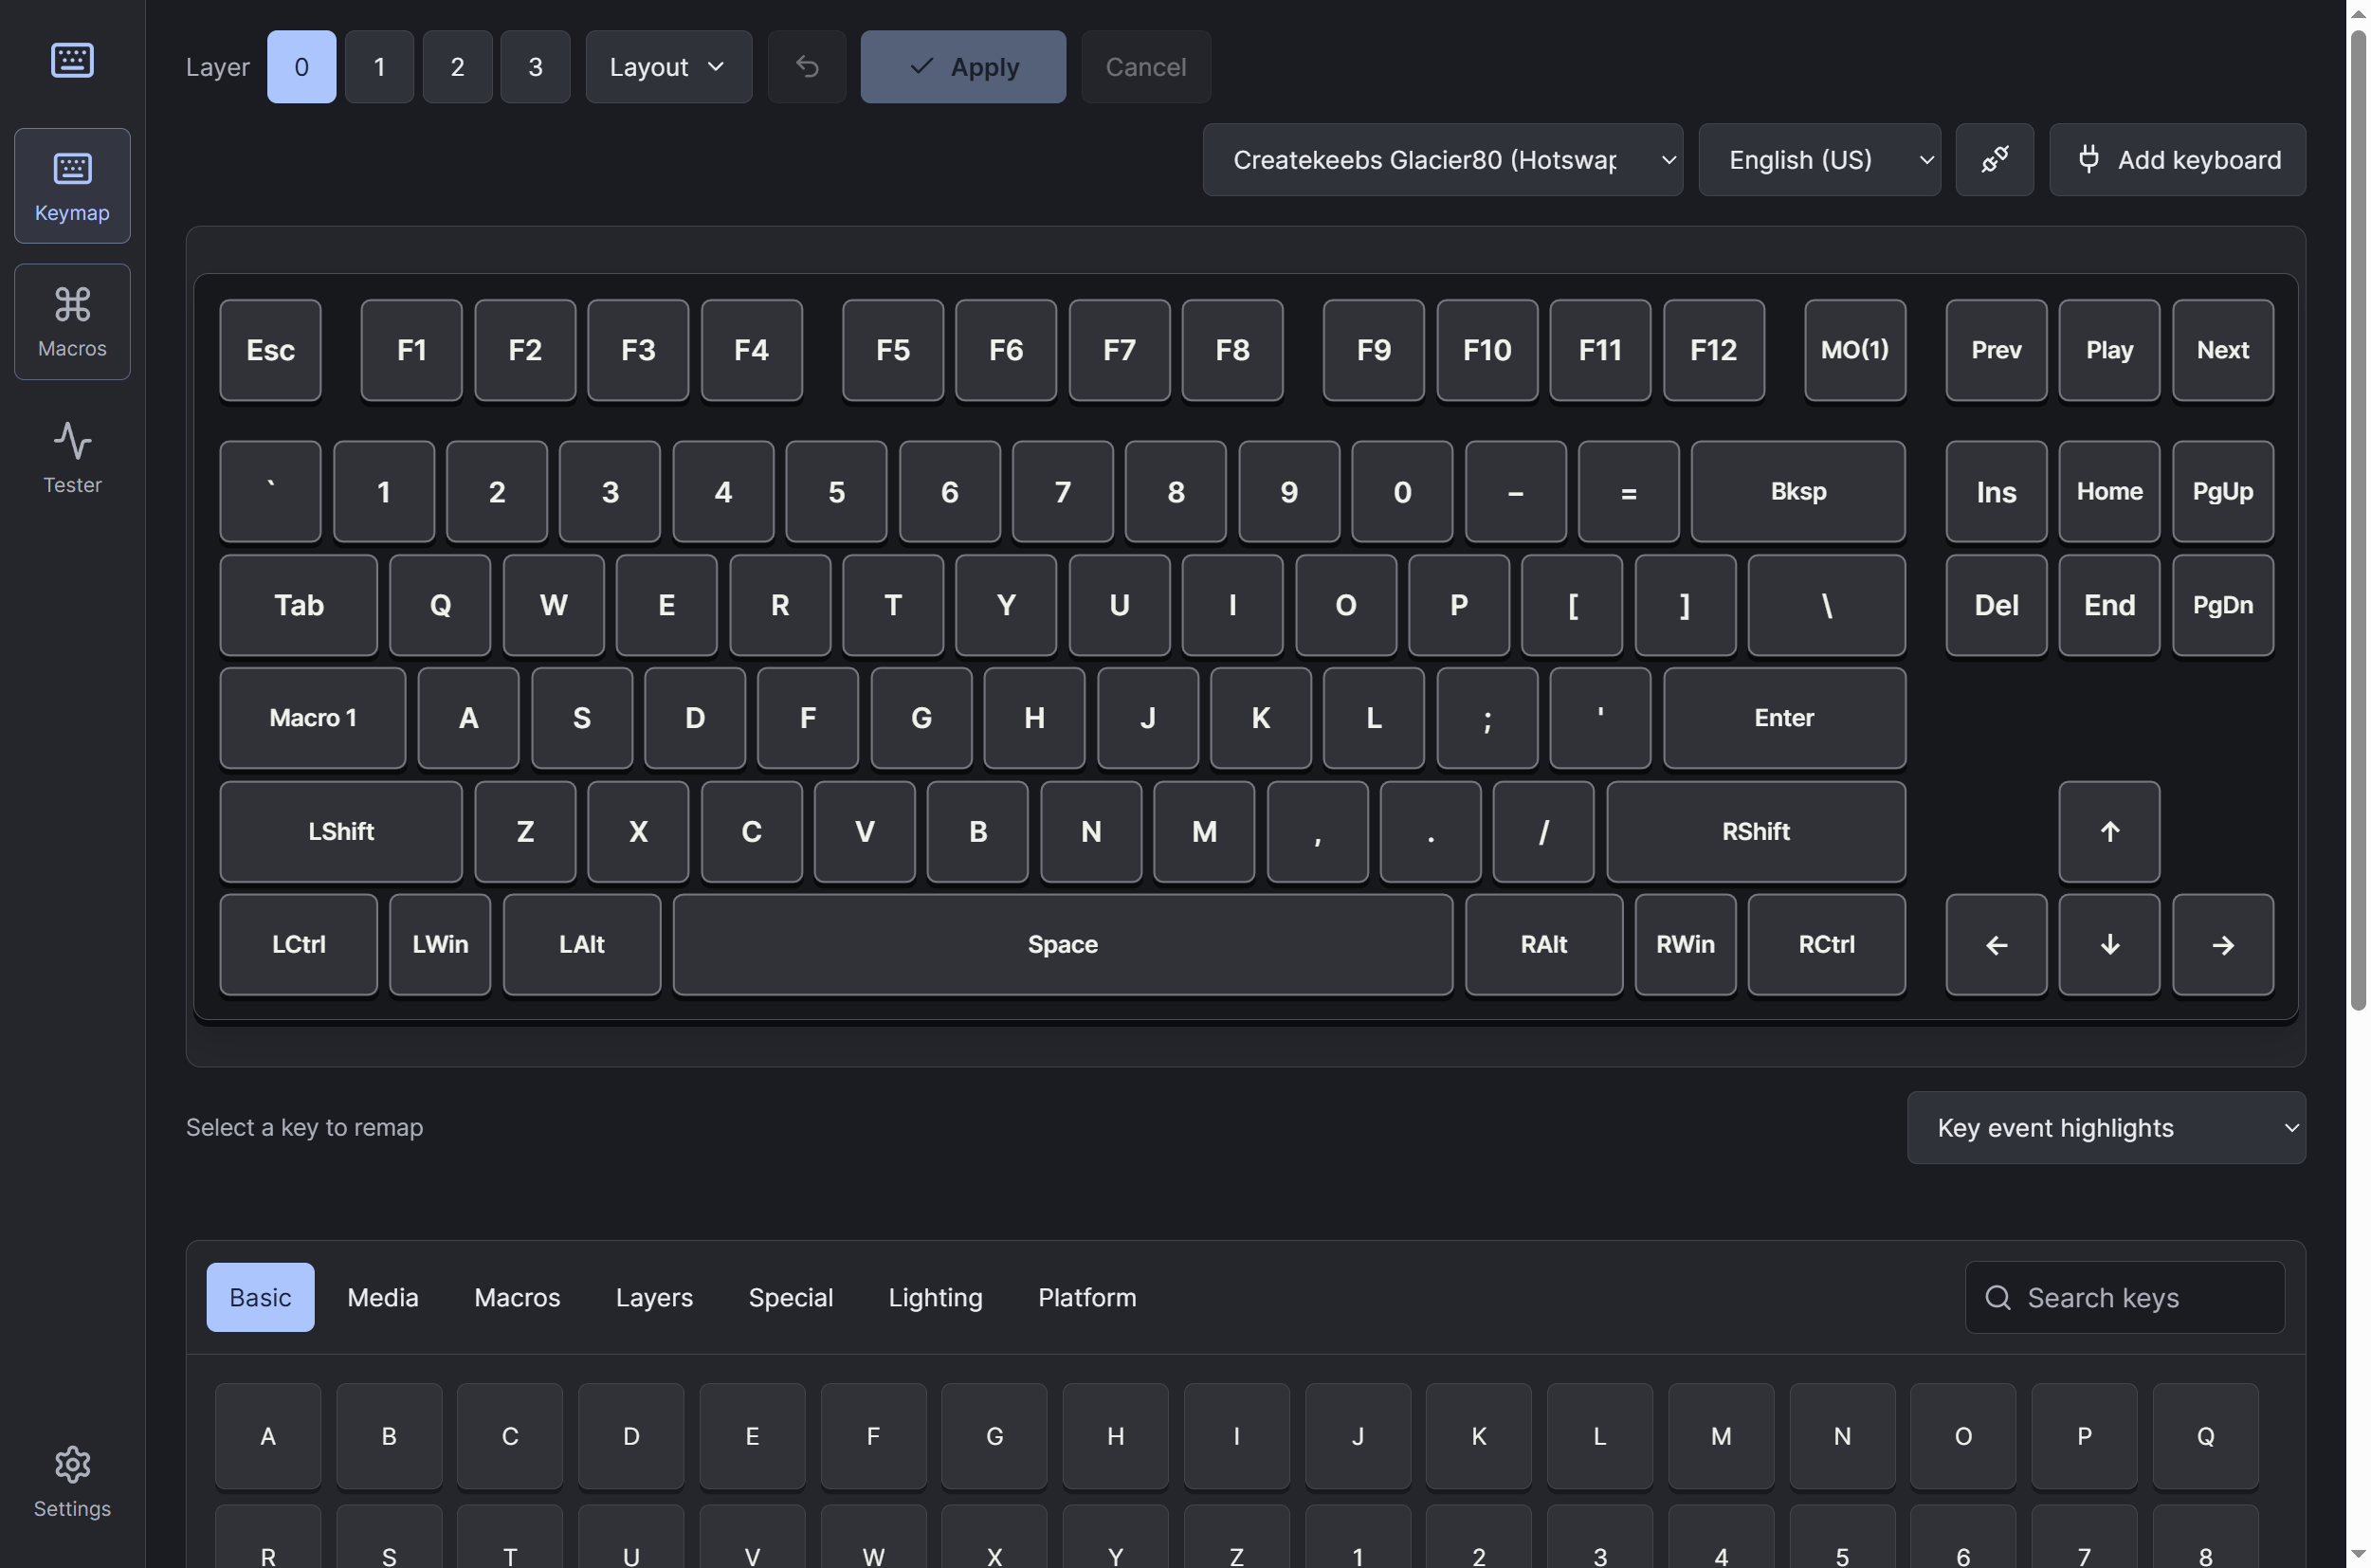 Layer 0 1 2 3 Layout Apply Cancel
Createkeebs Glacier80 (Hotswap English (US) Add keyboard
Keymap
Macros
Tester
Settings
Esc F1 F2 F3 F4 F5 F6 F7 F8 F9 F10 F11 F12 MO(1) Prev Play Next
` 1 2 3 4 5 6 7 8 9 0 – = Bksp Ins Home PgUp
Tab Q W E R T Y U I O P [ ] \ Del End PgDn
Macro 1 A S D F G H J K L ; ' Enter
LShift Z X C V B N M , . / RShift ↑
LCtrl LWin LAlt Space RAlt RWin RCtrl ← ↓ →
Select a key to remap Key event highlights
Basic Media Macros Layers Special Lighting Platform Search keys
A B C D E F G H I J K L M N O P Q
R S T U V W X Y Z 1 2 3 4 5 6 7 8